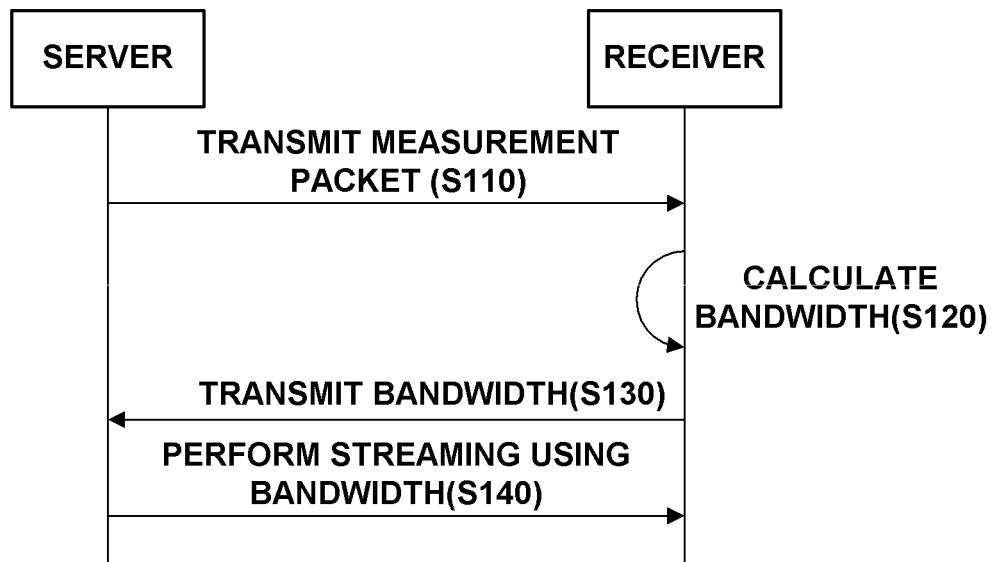 SERVER
RECEIVER
TRANSMIT MEASUREMENT
PACKET (S110)
CALCULATE
BANDWIDTH(S120)
TRANSMIT BANDWIDTH(S130)
PERFORM STREAMING USING
BANDWIDTH(S140)